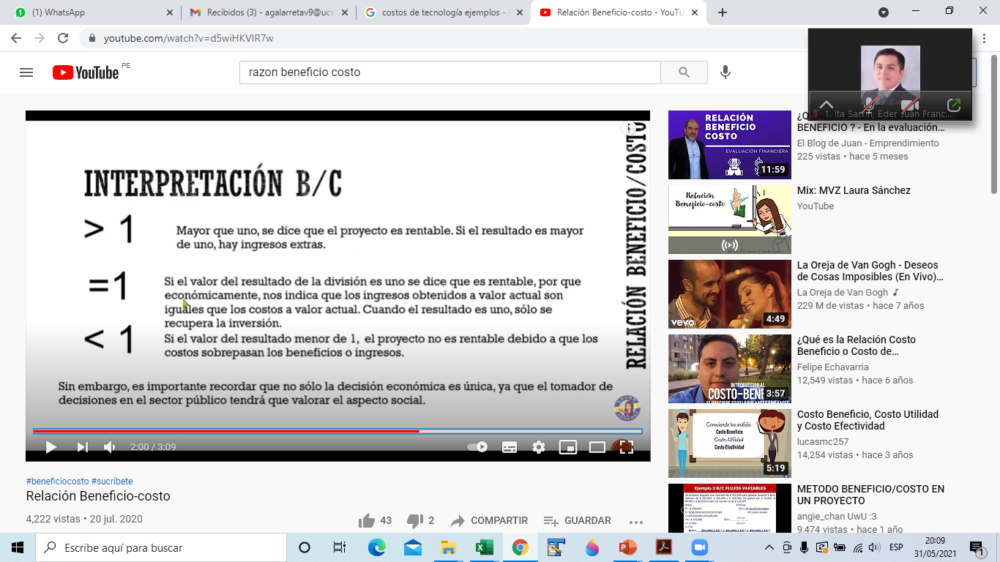 (1) WhatsApp
Recibidos (3) - agalarretav9@ucv
costos de tecnología ejemplos - 
Relación Beneficio-costo - YouTu
youtube.com/watch?v=d5wiHKVlR7w
YouTube PE
razon beneficio costo
1. Ita Sarrin, Eder Juan Franc...
INTERPRETACIÓN B/C
RELACIÓN BENEFICIO/COSTO
> 1
Mayor que uno, se dice que el proyecto es rentable. Si el resultado es mayor
de uno, hay ingresos extras.
=1
Si el valor del resultado de la división es uno se dice que es rentable, por que
económicamente, nos indica que los ingresos obtenidos a valor actual son
iguales que los costos a valor actual. Cuando el resultado es uno, sólo se
recupera la inversión.
< 1
Si el valor del resultado menor de 1, el proyecto no es rentable debido a que los
costos sobrepasan los beneficios o ingresos.
Sin embargo, es importante recordar que no sólo la decisión económica es única, ya que el tomador de
decisiones en el sector público tendrá que valorar el aspecto social.
2:00 / 3:09
#beneficiocosto #sucríbete
Relación Beneficio-costo
4,222 vistas • 20 jul. 2020
43
2
COMPARTIR
GUARDAR
RELACIÓN
BENEFICIO
COSTO
EVALUACIÓN FINANCIERA
11:59
BENEFICIO ? - En la evaluación...
El Blog de Juan - Emprendimiento
225 vistas • hace 5 meses
Relación
Beneficio-costo
Mix: MVZ Laura Sánchez
YouTube
vevo
4:49
La Oreja de Van Gogh - Deseos
de Cosas Imposibles (En Vivo)...
La Oreja de Van Gogh
229 M de vistas • hace 7 años
COSTO-BENE
3:57
¿Qué es la Relación Costo
Beneficio o Costo de...
Felipe Echavarria
12,549 vistas • hace 6 años
Conociendo los análisis:
Costo-Beneficio
Costo-Utilidad
Costo-Efectividad
5:19
Costo Beneficio, Costo Utilidad
y Costo Efectividad
lucasmc257
14,254 vistas • hace 3 años
Ejemplo 2 B/C FLUJOS VARIABLES
METODO BENEFICIO/COSTO EN
UN PROYECTO
angie_chan UwU :3
9,474 vistas • hace 1 año
Escribe aquí para buscar
ESP
20:09
31/05/2021
1